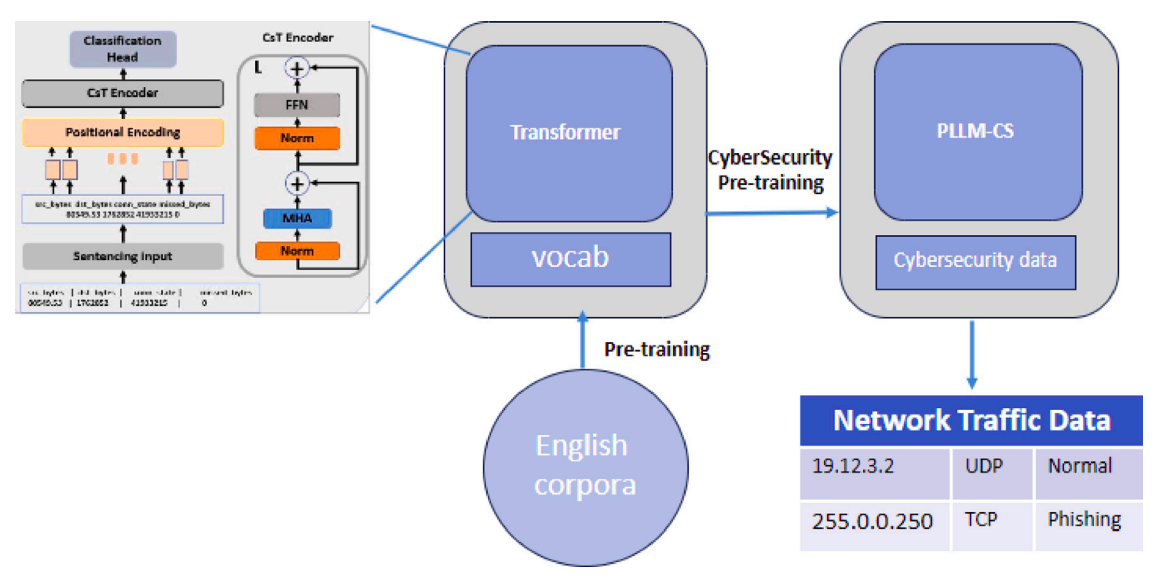 Classification
Head
CsT Encoder
Positional Encoding
src_bytes dst_bytes conn_state missed_bytes
80549.53 1762852 41933215 0
Sentencing input
src_bytes | dst_bytes | conn_state | missed_bytes
80549.53 | 1762852 | 41933215 | 0
CsT Encoder
L
+
FFN
Norm
+
MHA
Norm
Transformer
vocab
Pre-training
English
corpora
CyberSecurity
Pre-training
PLLM-CS
Cybersecurity data
Network Traffic Data
19.12.3.2 UDP Normal
255.0.0.250 TCP Phishing